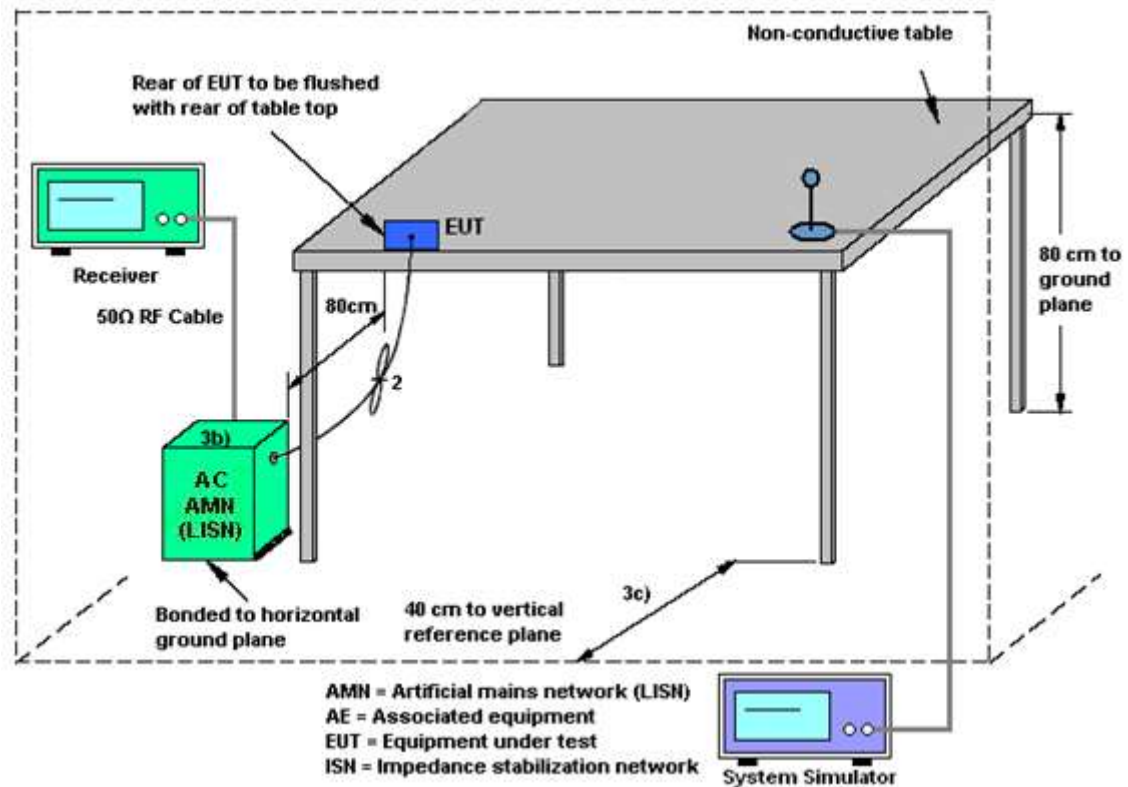 Non-conductive table
Rear of EUT to be flushed
with rear of table top
EUT
Receiver
80cm
80 cm to
ground
plane
50Ω RF Cable
2
3b)
AC
AMN
(LISN)
Bonded to horizontal
ground plane
40 cm to vertical
reference plane
3c)
AMN = Artificial mains network (LISN)
AE = Associated equipment
EUT = Equipment under test
ISN = Impedance stabilization network
System Simulator